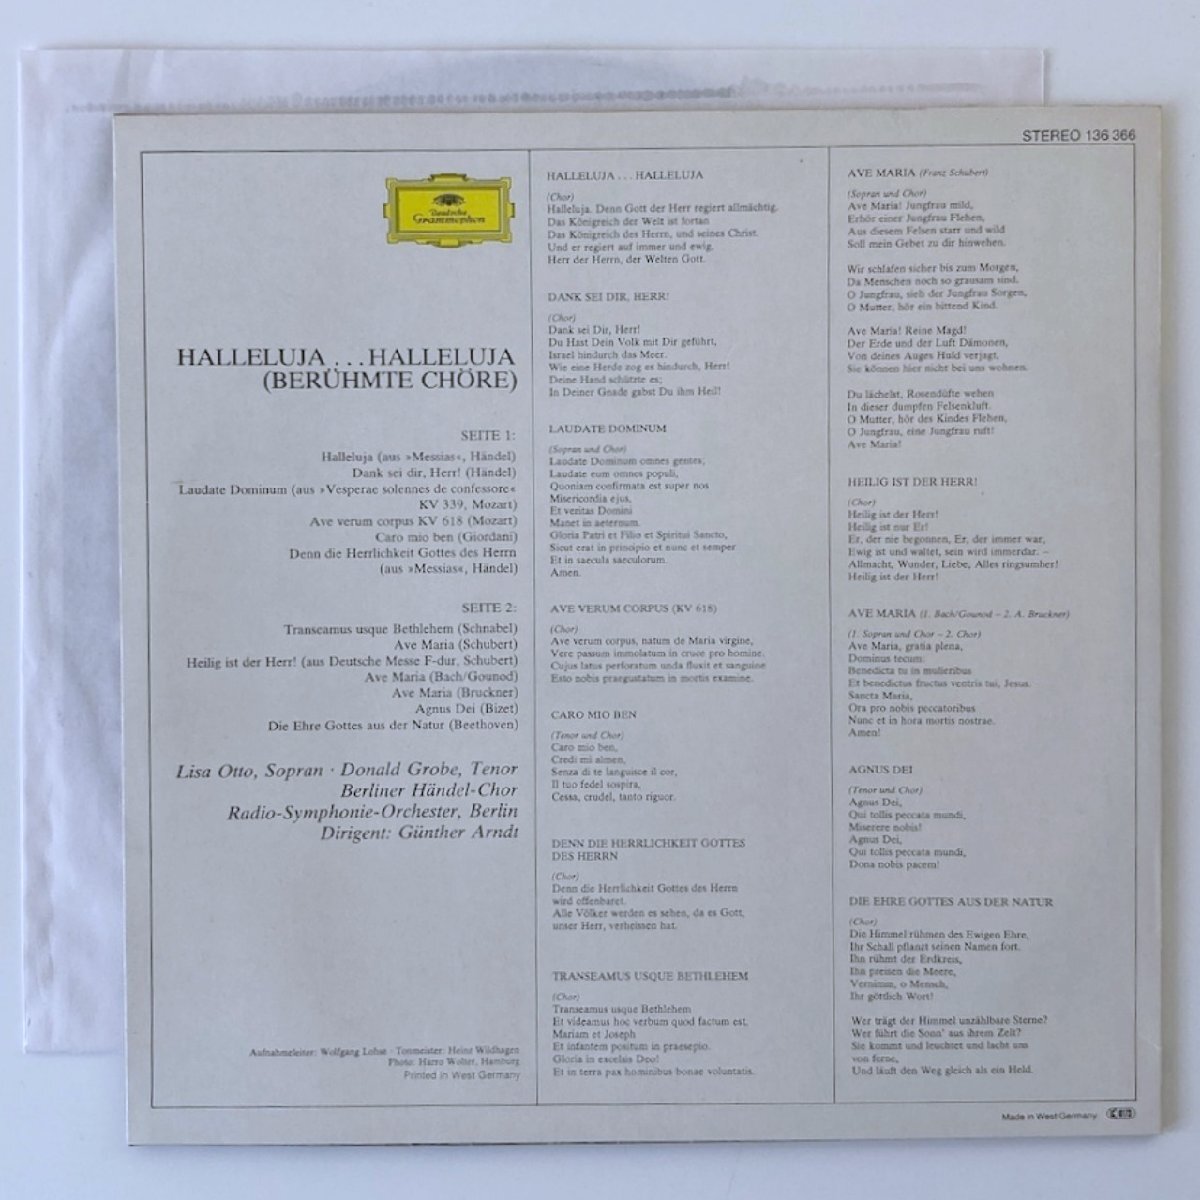 STEREO 136 366
Deutsche
Grammophon
HALLELUJA . . . HALLELUJA
(BERÜHMTE CHÖRE)
SEITE 1:
Halleluja (aus »Messias«, Händel)
Dank sei dir, Herr! (Händel)
Laudate Dominum (aus »Vesperae solennes de confessore«
KV 339, Mozart)
Ave verum corpus KV 618 (Mozart)
Caro mio ben (Giordani)
Denn die Herrlichkeit Gottes des Herrn
(aus »Messias«, Händel)
SEITE 2:
Transeamus usque Bethlehem (Schnabel)
Ave Maria (Schubert)
Heilig ist der Herr! (aus Deutsche Messe F-dur, Schubert)
Ave Maria (Bach/Gounod)
Ave Maria (Bruckner)
Agnus Dei (Bizet)
Die Ehre Gottes aus der Natur (Beethoven)
Lisa Otto, Sopran · Donald Grobe, Tenor
Berliner Händel-Chor
Radio-Symphonie-Orchester, Berlin
Dirigent: Günther Arndt
Aufnahmeleiter: Wolfgang Lohse · Tonmeister: Heinz Wildhagen
Photo: Harro Wolter, Hamburg
Printed in West Germany
HALLELUJA . . . HALLELUJA
(Chor)
Halleluja. Denn Gott der Herr regiert allmächtig.
Das Königreich der Welt ist fortan
Das Königreich des Herrn, und seines Christ.
Und er regiert auf immer und ewig,
Herr der Herrn, der Welten Gott.
DANK SEI DIR, HERR!
(Chor)
Dank sei Dir, Herr!
Du Hast Dein Volk mit Dir geführt,
Israel hindurch das Meer.
Wie eine Herde zog es hindurch, Herr!
Deine Hand schützte es;
In Deiner Gnade gabst Du ihm Heil!
LAUDATE DOMINUM
(Sopran und Chor)
Laudate Dominum omnes gentes;
Laudate eum omnes populi,
Quoniam confirmata est super nos
Misericordia ejus,
Et veritas Domini
Manet in aeternum.
Gloria Patri et Filio et Spiritui Sancto,
Sicut erat in principio et nunc et semper
Et in saecula saeculorum.
Amen.
AVE VERUM CORPUS (KV 618)
(Chor)
Ave verum corpus, natum de Maria virgine,
Vere passum immolatum in cruce pro homine.
Cujus latus perforatum unda fluxit et sanguine
Esto nobis praegustatum in mortis examine.
CARO MIO BEN
(Tenor und Chor)
Caro mio ben,
Credi mi almen,
Senza di te languisce il cor,
Il tuo fedel sospira,
Cessa, crudel, tanto rigor.
DENN DIE HERRLICHKEIT GOTTES
DES HERRN
(Chor)
Denn die Herrlichkeit Gottes des Herrn
wird offenbaret.
Alle Völker werden es sehen, da es Gott,
unser Herr, verheissen hat.
TRANSEAMUS USQUE BETHLEHEM
(Chor)
Transeamus usque Bethlehem
Et videamus hoc verbum quod factum est.
Mariam et Joseph
Et infantem positum in praesepio.
Gloria in excelsis Deo!
Et in terra pax hominibus bonae voluntatis.
AVE MARIA (Franz Schubert)
(Sopran und Chor)
Ave Maria! Jungfrau mild,
Erhör einer Jungfrau Flehen,
Aus diesem Felsen starr und wild
Soll mein Gebet zu dir hinwehen.
Wir schlafen sicher bis zum Morgen,
Da Menschen noch so grausam sind.
O Jungfrau, sieh der Jungfrau Sorgen,
O Mutter, hör ein bittend Kind.
Ave Maria! Reine Magd!
Der Erde und der Luft Dämonen,
Von deines Auges Huld verjagt,
Sie können hier nicht bei uns wohnen.
Du lächelst, Rosendüfte wehen
In dieser dumpfen Felsenkluft.
O Mutter, hör des Kindes Flehen,
O Jungfrau, eine Jungfrau ruft!
Ave Maria!
HEILIG IST DER HERR!
(Chor)
Heilig ist der Herr!
Heilig ist nur Er!
Er, der nie begonnen, Er, der immer war,
Ewig ist und waltet, sein wird immerdar. –
Allmacht, Wunder, Liebe, Alles ringsumher!
Heilig ist der Herr!
AVE MARIA (1. Bach/Gounod – 2. A. Bruckner)
(1. Sopran und Chor – 2. Chor)
Ave Maria, gratia plena,
Dominus tecum.
Benedicta tu in mulieribus
Et benedictus fructus ventris tui, Jesus.
Sancta Maria,
Ora pro nobis peccatoribus
Nunc et in hora mortis nostrae.
Amen!
AGNUS DEI
(Tenor und Chor)
Agnus Dei,
Qui tollis peccata mundi,
Miserere nobis!
Agnus Dei,
Qui tollis peccata mundi,
Dona nobis pacem!
DIE EHRE GOTTES AUS DER NATUR
(Chor)
Die Himmel rühmen des Ewigen Ehre,
Ihr Schall pflanzt seinen Namen fort.
Ihn rühmt der Erdkreis,
Ihn preisen die Meere,
Vernimm, o Mensch,
Ihr göttlich Wort!
Wer trägt der Himmel unzählbare Sterne?
Wer führt die Sonn' aus ihrem Zelt?
Sie kommt und leuchtet und lacht uns
von ferne,
Und läuft den Weg gleich als ein Held.
Made in West Germany